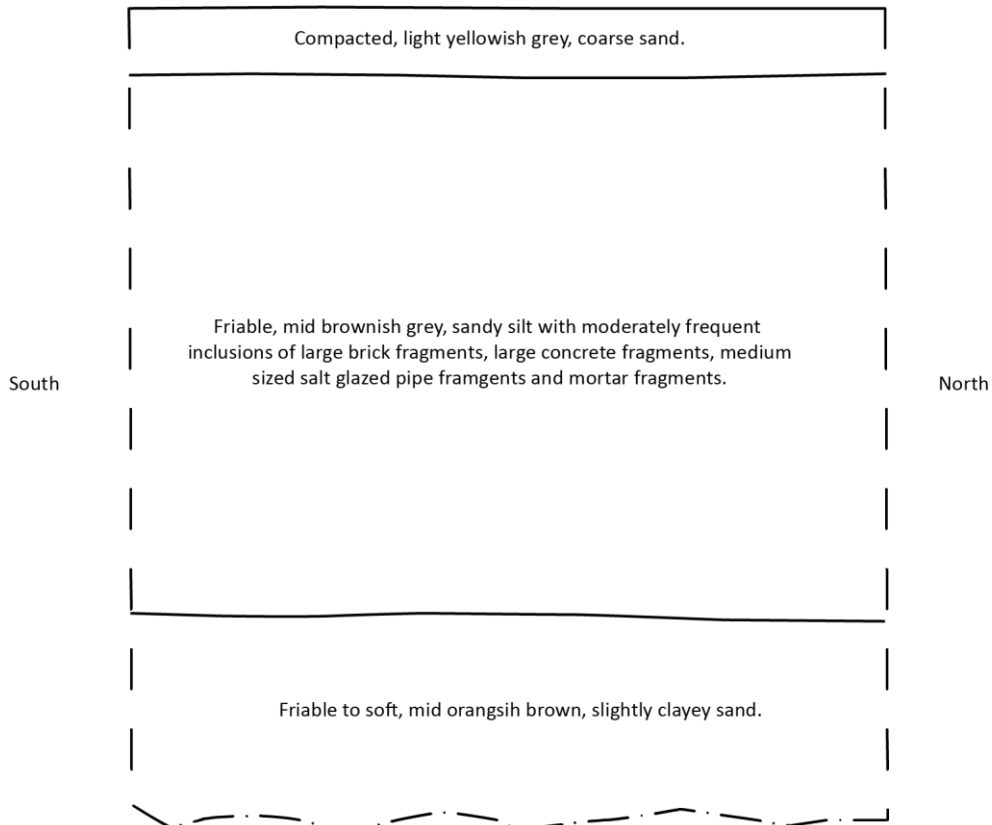 Compacted, light yellowish grey, coarse sand.
Friable, mid brownish grey, sandy silt with moderately frequent
inclusions of large brick fragments, large concrete fragments, medium
sized salt glazed pipe framgents and mortar fragments.
South
North
Friable to soft, mid orangsih brown, slightly clayey sand.